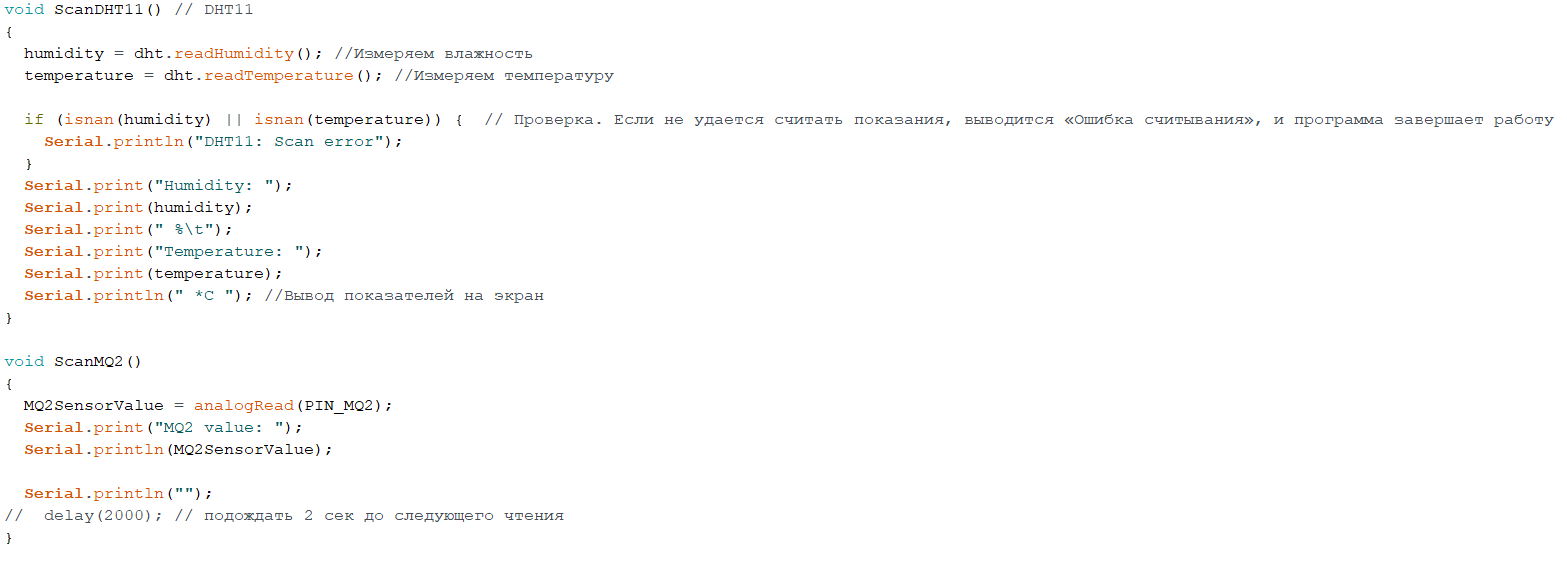 void ScanDHT11() // DHT11
{
  humidity = dht.readHumidity(); //Измеряем влажность
  temperature = dht.readTemperature(); //Измеряем температуру

  if (isnan(humidity) || isnan(temperature)) {  // Проверка. Если не удается считать показания, выводится «Ошибка считывания», и программа завершает работу
    Serial.println("DHT11: Scan error");
  }
  Serial.print("Humidity: ");
  Serial.print(humidity);
  Serial.print(" %\t");
  Serial.print("Temperature: ");
  Serial.print(temperature);
  Serial.println(" *C "); //Вывод показателей на экран
}

void ScanMQ2()
{
  MQ2SensorValue = analogRead(PIN_MQ2);
  Serial.print("MQ2 value: ");
  Serial.println(MQ2SensorValue);

  Serial.println("");
//  delay(2000); // подождать 2 сек до следующего чтения
}